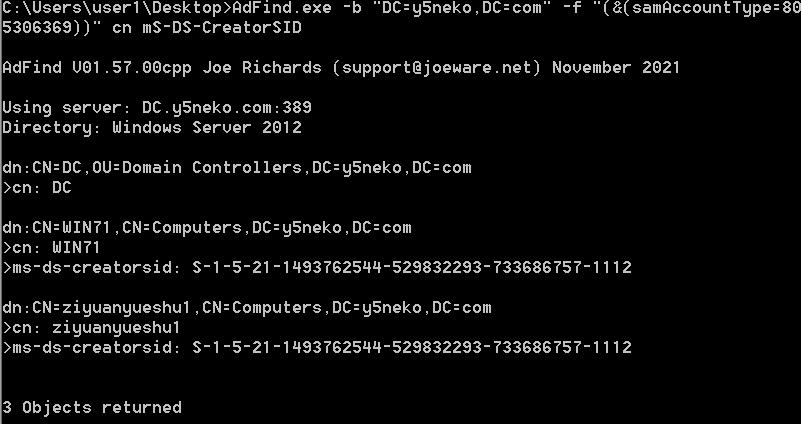 C:\Users\user1\Desktop>AdFind.exe -b "DC=y5neko,DC=com" -f "(&(samAccountType=80
5306369))" cn mS-DS-CreatorSID
AdFind V01.57.00cpp Joe Richards (support@joeware.net) November 2021
Using server: DC.y5neko.com:389
Directory: Windows Server 2012
dn:CN=DC,OU=Domain Controllers,DC=y5neko,DC=com
>cn: DC
dn:CN=WIN71,CN=Computers,DC=y5neko,DC=com
>cn: WIN71
>ms-ds-creatorsid: S-1-5-21-1493762544-529832293-733686757-1112
dn:CN=ziyuanyueshu1,CN=Computers,DC=y5neko,DC=com
>cn: ziyuanyueshu1
>ms-ds-creatorsid: S-1-5-21-1493762544-529832293-733686757-1112
3 Objects returned